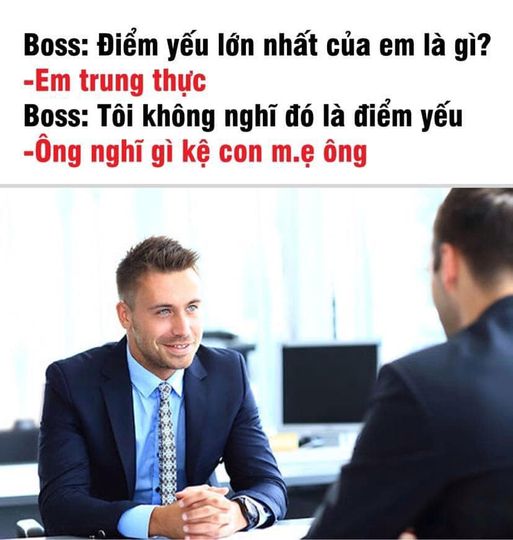 Boss: Điểm yếu lớn nhất của em là gì?
-Em trung thực
Boss: Tôi không nghĩ đó là điểm yếu
-Ông nghĩ gì kệ con m.ẹ ông